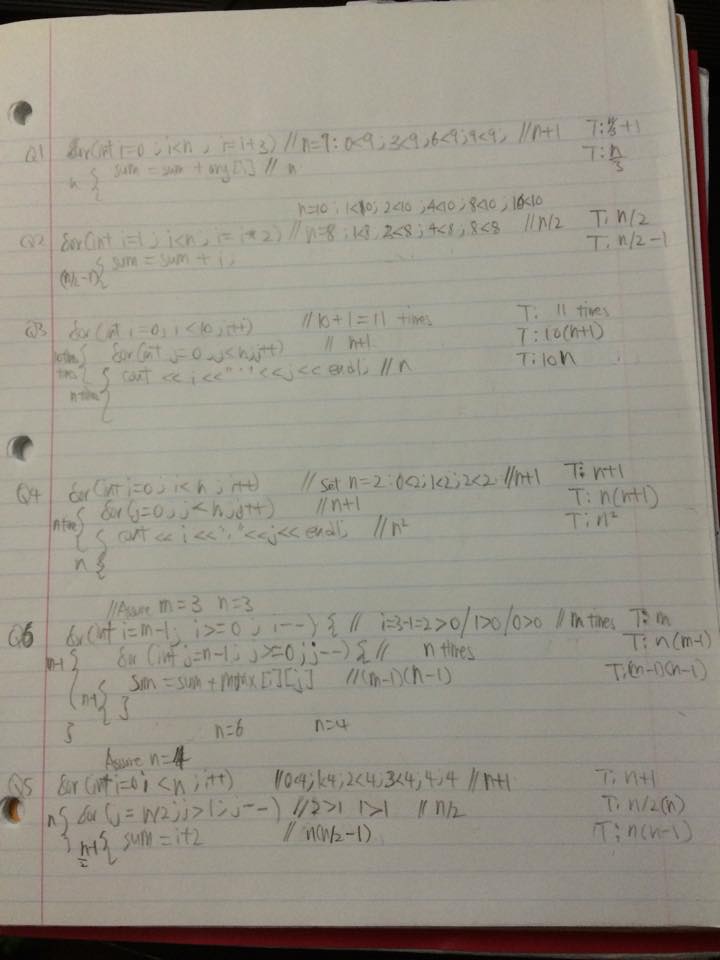 Q1 for(int i=0; i<n; i=i+3) // n=9: 0<9; 3<9; 6<9; 9<9; //n+1 T: n/3+1
n { sum = sum + [i] // n T: n/3
n=10; 1<10; 2<10; 4<10; 8<10; 16<10
Q2 for(int i=1; i<n; i=i*2) // n=8; 1<8; 2<8; 4<8; 8<8 //n/2 T: n/2
(n/2-1){ sum = sum + i; T: n/2-1
Q3 for(int i=0; i<10; i++) //10+1=11 times T: 11 times
10 times { for(int j=0; j<n; j++) // n+1 T: 10(n+1)
n times { cout << i << "," << j << endl; // n T: 10n
Q4 for(int i=0; i<n; i++) // set n=2: 0<2; 1<2; 2<2 //n+1 T: n+1
n time { for(j=0; j<n; j++) //n+1 T: n(n+1)
n { cout << i << "," << j << endl; // n² T: n²
//Assure m=3 n=3
Q6 for(int i=m-1; i>=0; i--) { // i=3-1=2>0/1>0/0>0 //m times T: m
n-1 { for (int j=n-1; j>=0; j--) { // n times T: n(m-1)
(n-1){ sum = sum + [i][j] //(m-1)(n-1) T: (m-1)(n-1)
}
} n=6 n=4
Assure n=4
Q5 for(int i=0; i<n; i++) //0<4; 1<4; 2<4; 3<4; 4;4 // n+1 T: n+1
n { for(j=n/2; j>1; j--) // 2>1 1>1 // n/2 T: n/2(n)
} n/2-1 { sum = i+2 // n(n/2-1) T: n(n-1)